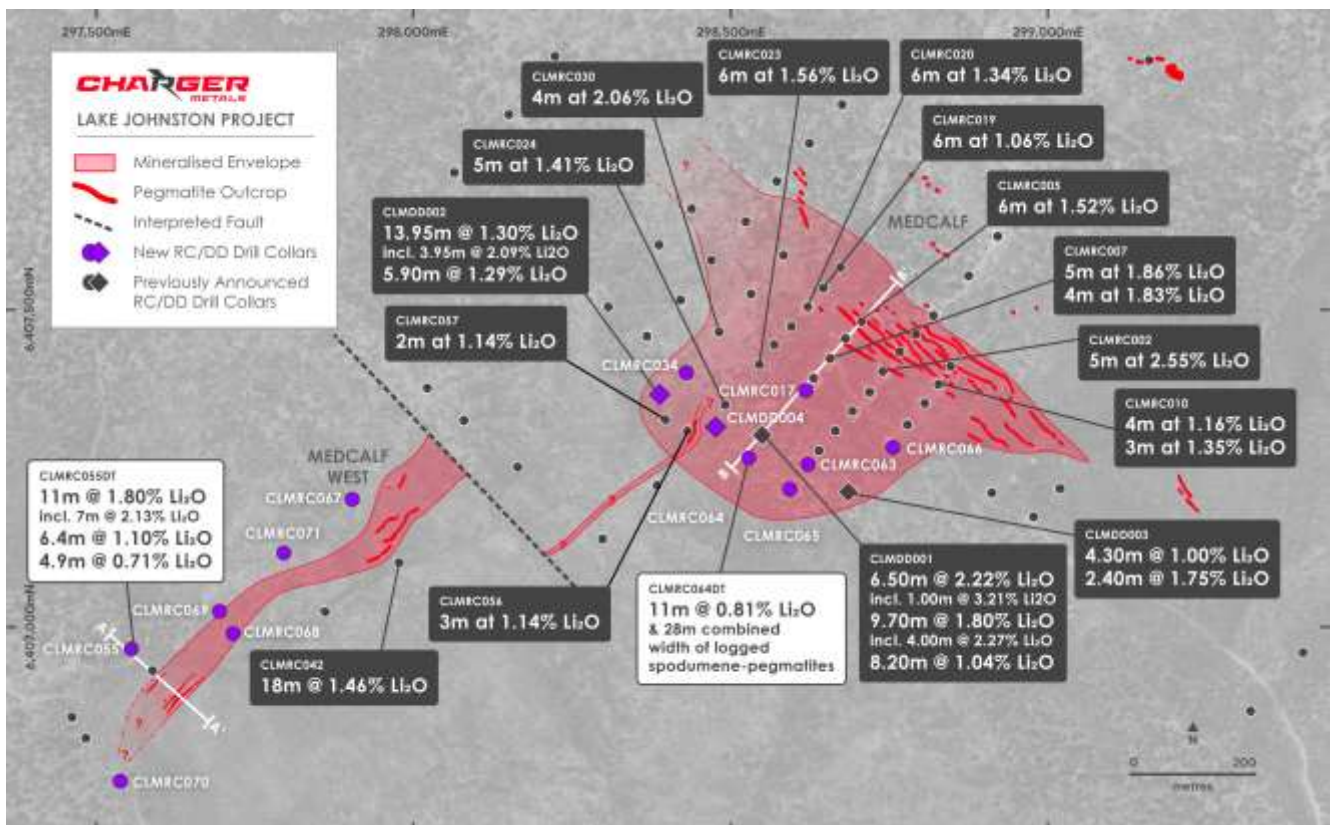 297,500mE
298,000mE
298,500mE
299,000mE
6,407,500mN
6,407,000mN
CHARGER
METALS
LAKE JOHNSTON PROJECT
Mineralised Envelope
Pegmatite Outcrop
Interpreted Fault
New RC/DD Drill Collars
Previously Announced
RC/DD Drill Collars
CLMRC030
4m at 2.06% Li₂O
CLMRC023
6m at 1.56% Li₂O
CLMRC020
6m at 1.34% Li₂O
CLMRC019
6m at 1.06% Li₂O
CLMRC024
5m at 1.41% Li₂O
CLMRC005
6m at 1.52% Li₂O
MEDCALF
CLMDD002
13.95m @ 1.30% Li₂O
incl. 3.95m @ 2.09% Li2O
5.90m @ 1.29% Li₂O
CLMRC007
5m at 1.86% Li₂O
4m at 1.83% Li₂O
CLMRC057
2m at 1.14% Li₂O
CLMRC002
5m at 2.55% Li₂O
CLMRC034
CLMRC017
CLMDD004
CLMRC010
4m at 1.16% Li₂O
3m at 1.35% Li₂O
MEDCALF
WEST
CLMRC067
CLMRC063
CLMRC066
CLMRC055DT
11m @ 1.80% Li₂O
incl. 7m @ 2.13% Li₂O
6.4m @ 1.10% Li₂O
4.9m @ 0.71% Li₂O
CLMRC071
CLMRC064
CLMRC065
CLMDD003
4.30m @ 1.00% Li₂O
2.40m @ 1.75% Li₂O
CLMDD001
6.50m @ 2.22% Li₂O
incl. 1.00m @ 3.21% Li2O
9.70m @ 1.80% Li₂O
incl. 4.00m @ 2.27% Li₂O
8.20m @ 1.04% Li₂O
CLMRC064DT
11m @ 0.81% Li₂O
& 28m combined
width of logged
spodumene-pegmatites
CLMRC056
3m at 1.14% Li₂O
CLMRC069
CLMRC068
CLMRC055
A
A'
B
CLMRC042
18m @ 1.46% Li₂O
CLMRC070
N
0
200
metres